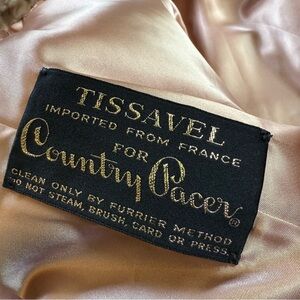 TISSAVEL
IMPORTED FROM FRANCE
FOR
Country Pacer®
CLEAN ONLY BY FURRIER METHOD
DO NOT STEAM, BRUSH, CARD OR PRESS.